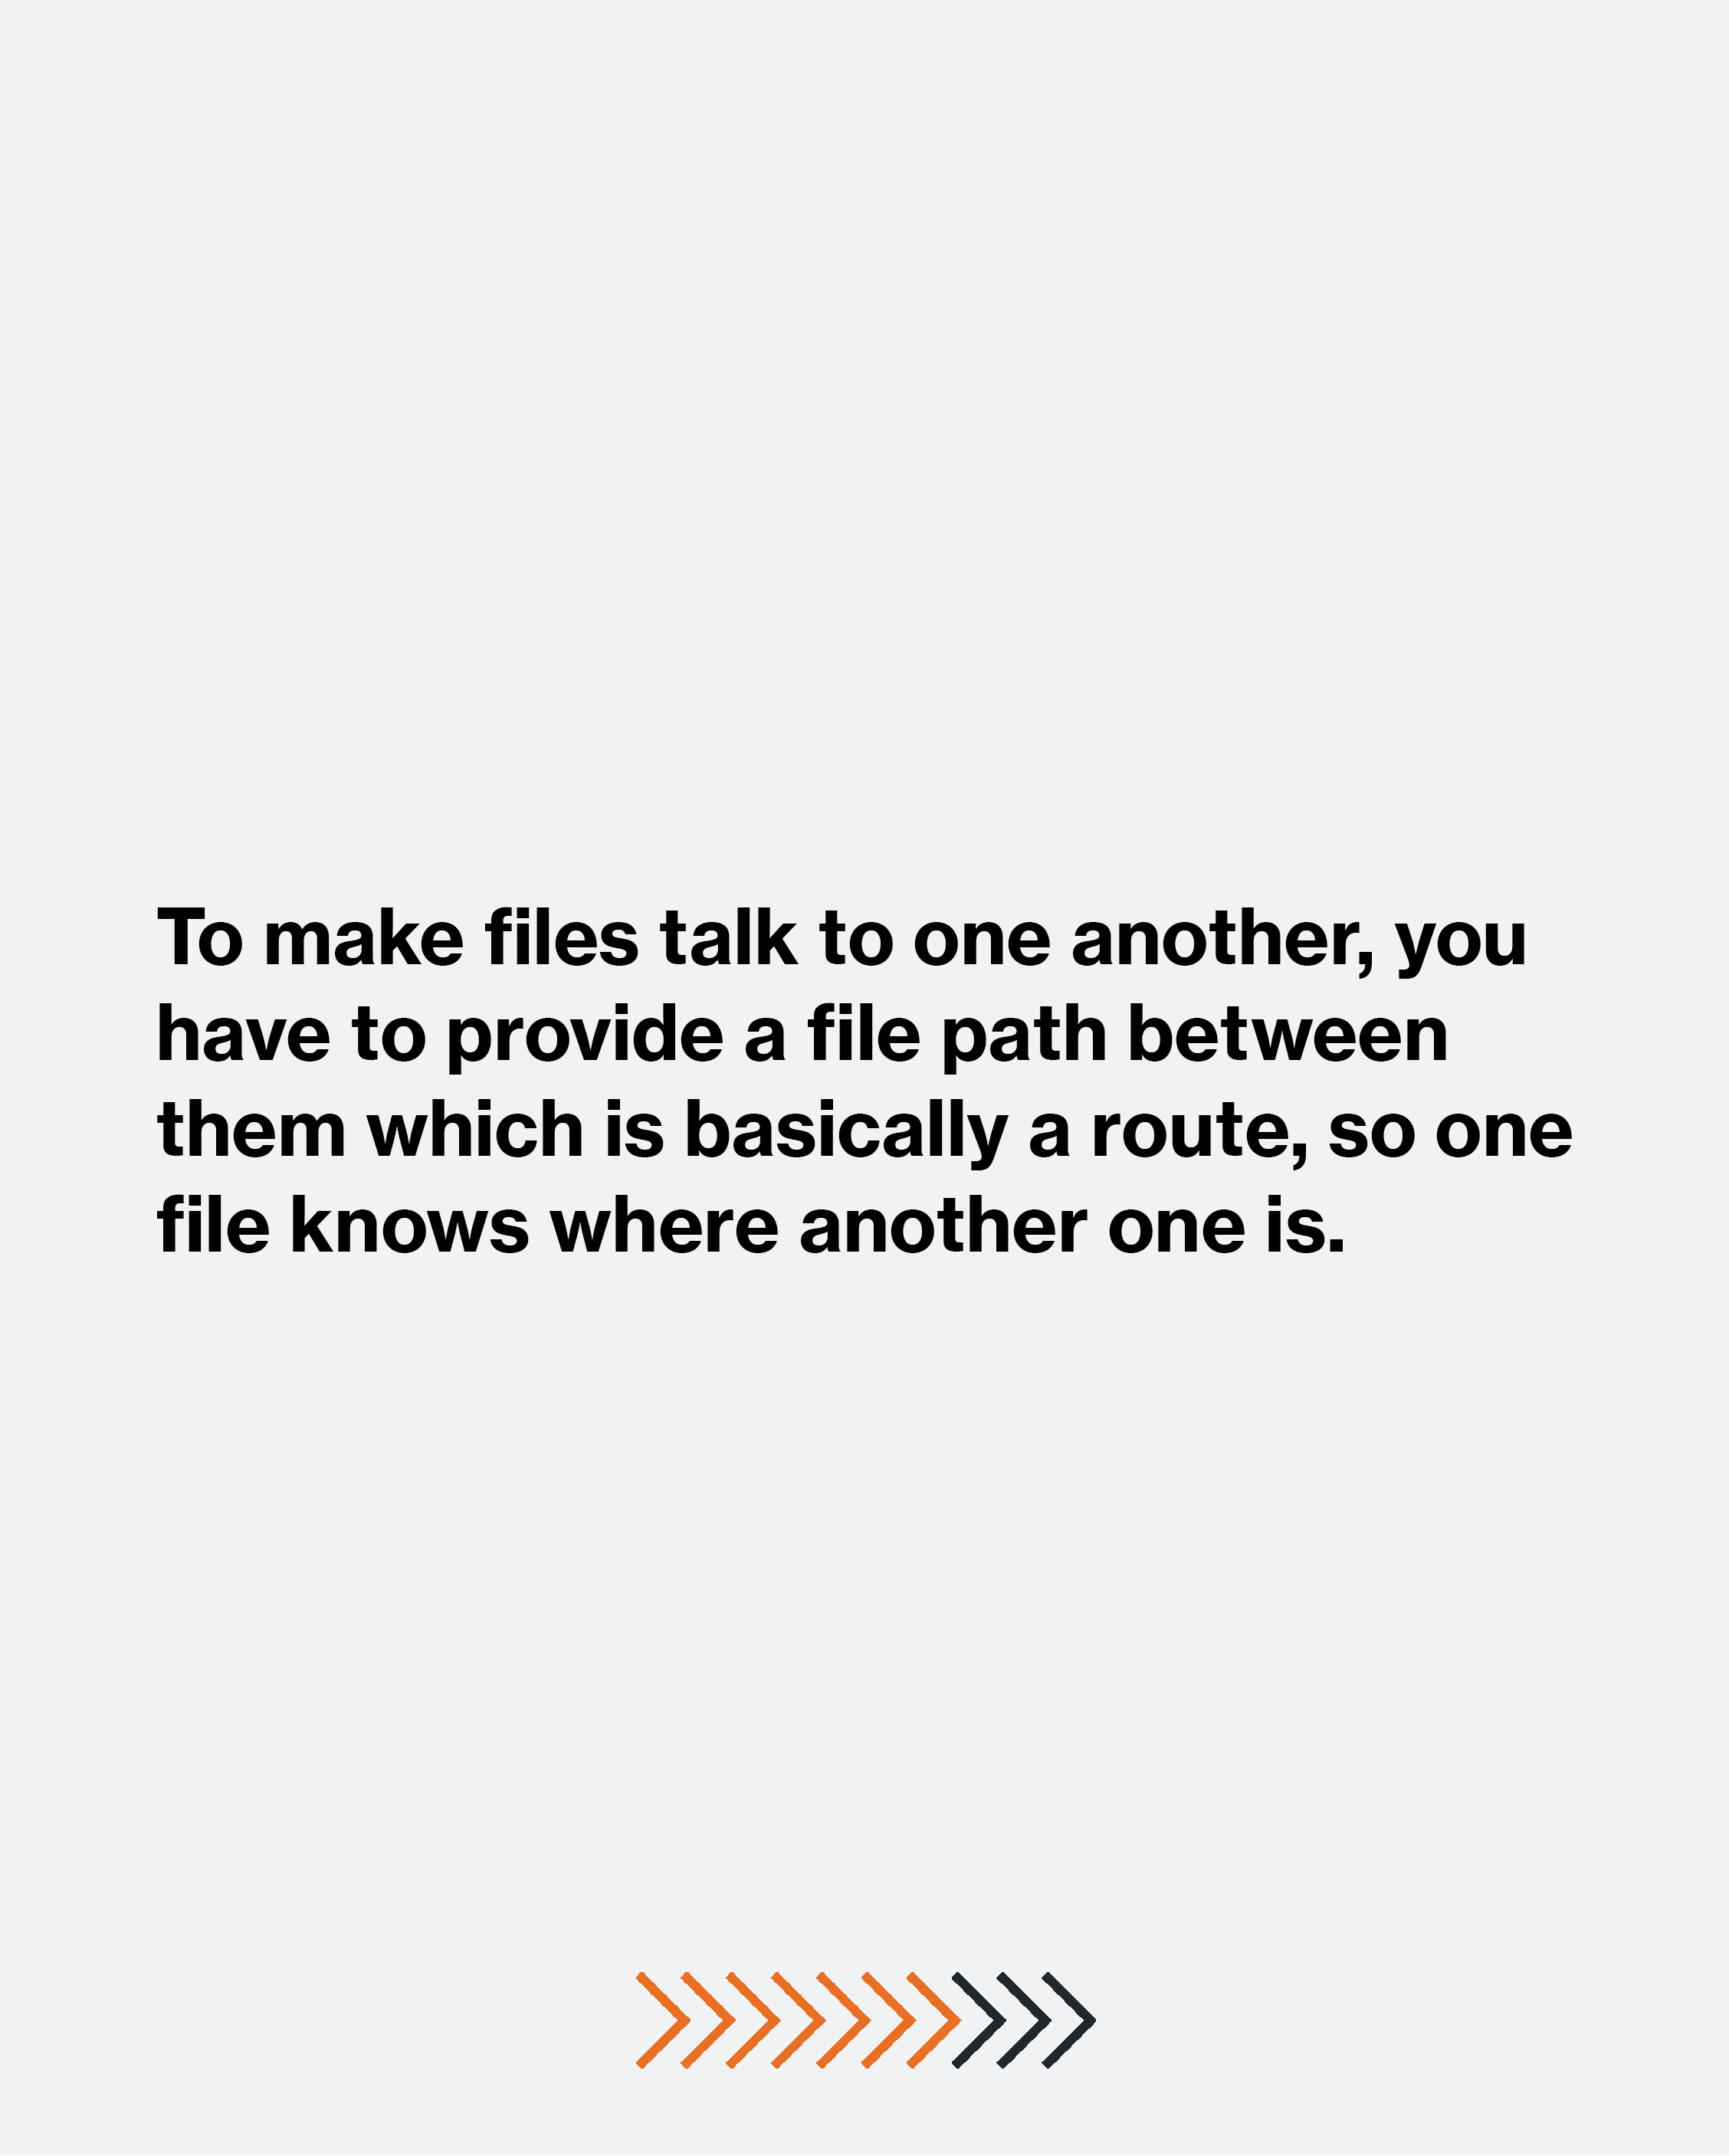 To make files talk to one another, you
have to provide a file path between
them which is basically a route, so one
file knows where another one is.